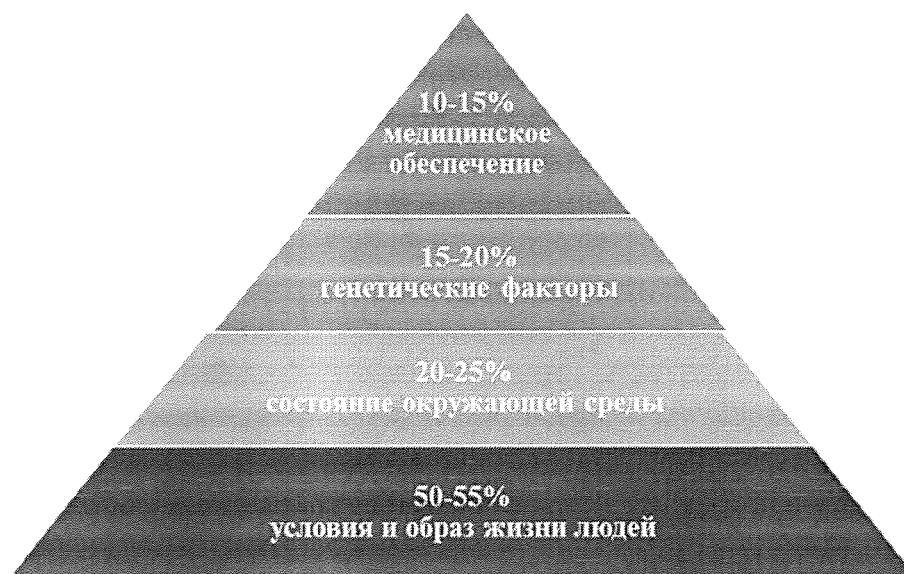 10-15%
медицинское
обеспечение
15-20%
генетические факторы
20-25%
состояние окружающей среды
50-55%
условия и образ жизни людей